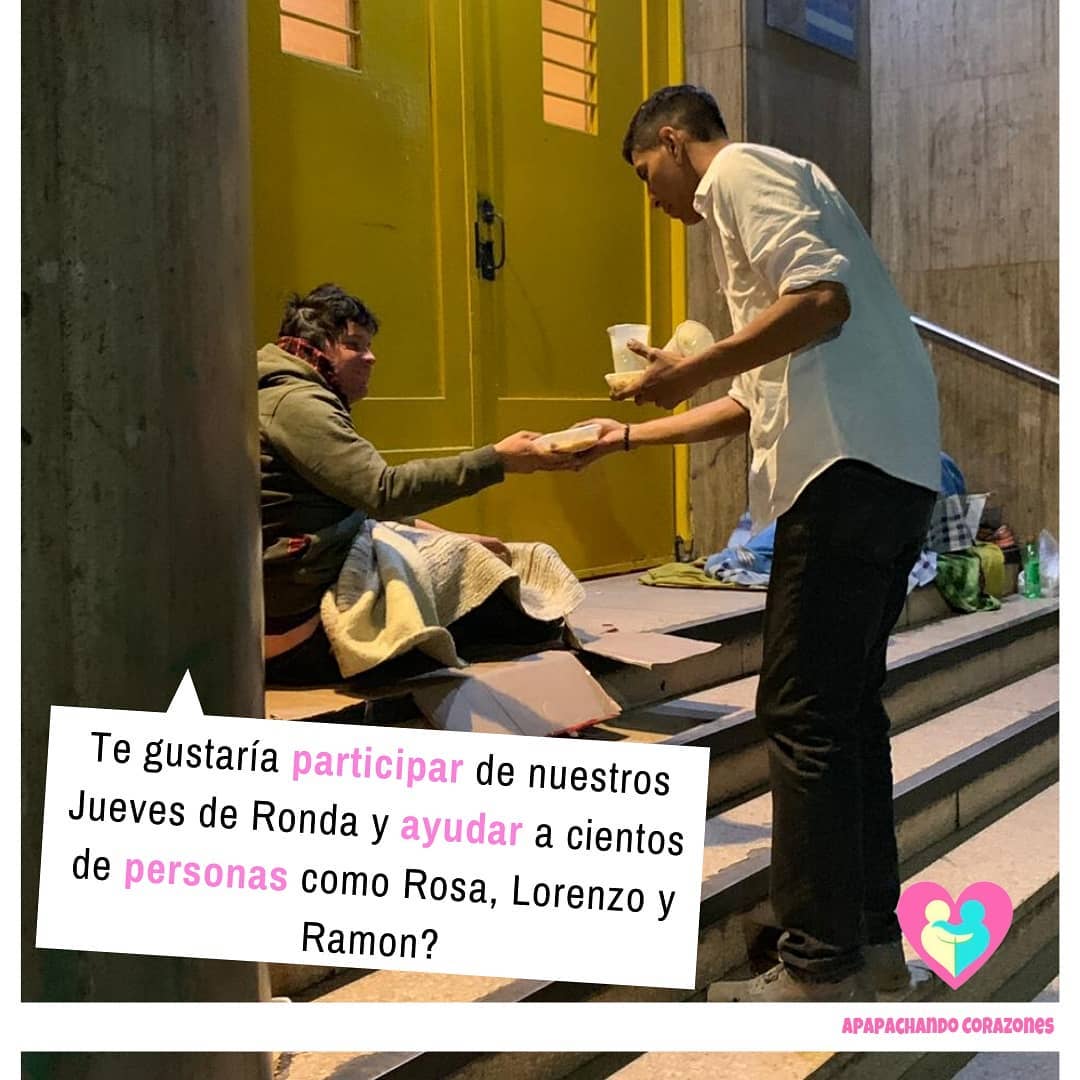 Te gustaría participar de nuestros
Jueves de Ronda y ayudar a cientos
de personas como Rosa, Lorenzo y
Ramon?
APAPACHANDO CORAZONES